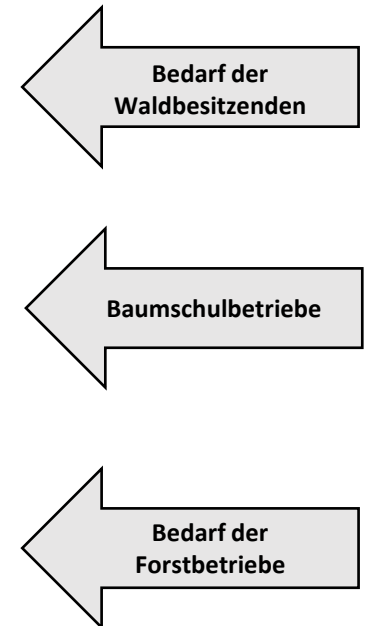 Bedarf der
Waldbesitzenden
Baumschulbetriebe
Bedarf der
Forstbetriebe